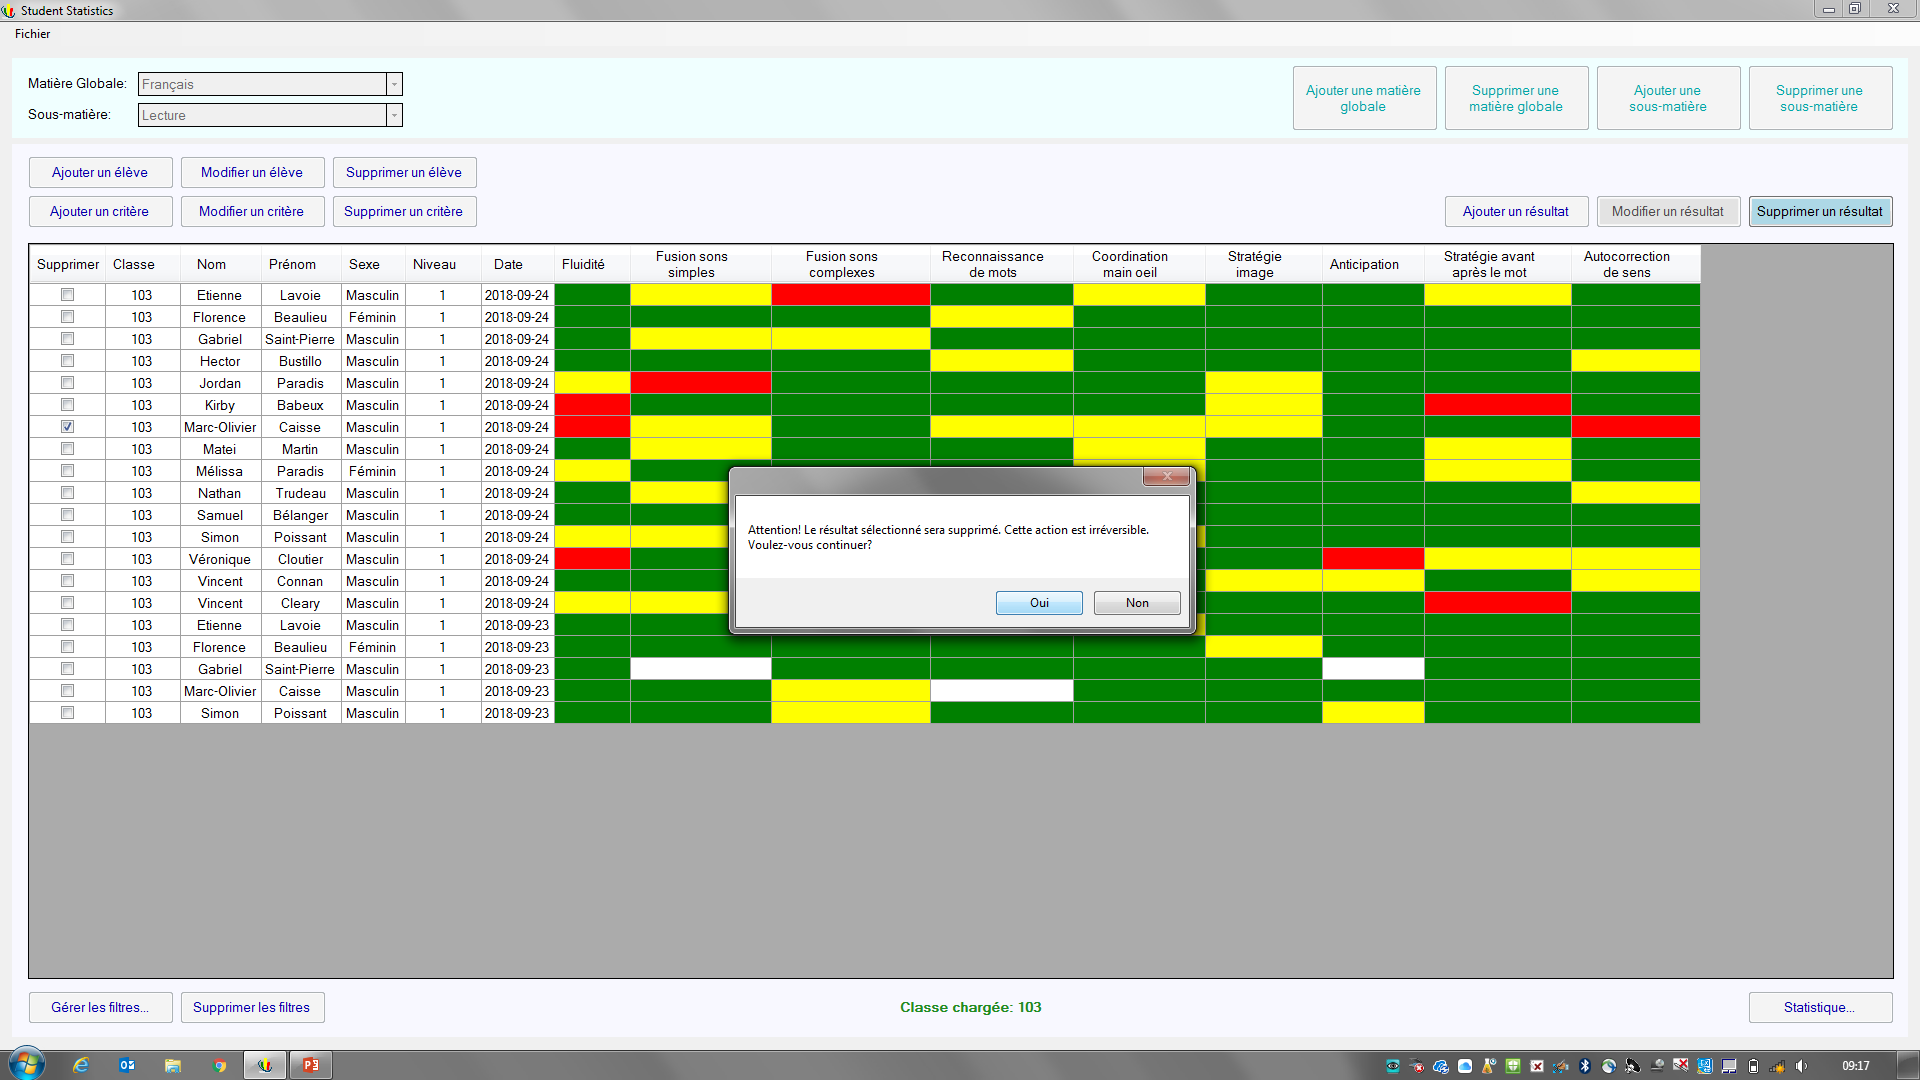 Student Statistics
Fichier
Matière Globale: Français
Sous-matière: Lecture
Ajouter une matière globale
Supprimer une matière globale
Ajouter une sous-matière
Supprimer une sous-matière
Ajouter un élève Modifier un élève Supprimer un élève
Ajouter un critère Modifier un critère Supprimer un critère
Ajouter un résultat Modifier un résultat Supprimer un résultat
Supprimer Classe Nom Prénom Sexe Niveau Date Fluidité Fusion sons simples Fusion sons complexes Reconnaissance de mots Coordination main oeil Stratégie image Anticipation Stratégie avant après le mot Autocorrection de sens
103 Etienne Lavoie Masculin 1 2018-09-24
103 Florence Beaulieu Féminin 1 2018-09-24
103 Gabriel Saint-Pierre Masculin 1 2018-09-24
103 Hector Bustillo Masculin 1 2018-09-24
103 Jordan Paradis Masculin 1 2018-09-24
103 Kirby Babeux Masculin 1 2018-09-24
103 Marc-Olivier Caisse Masculin 1 2018-09-24
103 Matei Martin Masculin 1 2018-09-24
103 Mélissa Paradis Féminin 1 2018-09-24
103 Nathan Trudeau Masculin 1 2018-09-24
103 Samuel Bélanger Masculin 1 2018-09-24
103 Simon Poissant Masculin 1 2018-09-24
103 Véronique Cloutier Masculin 1 2018-09-24
103 Vincent Connan Masculin 1 2018-09-24
103 Vincent Cleary Masculin 1 2018-09-24
103 Etienne Lavoie Masculin 1 2018-09-23
103 Florence Beaulieu Féminin 1 2018-09-23
103 Gabriel Saint-Pierre Masculin 1 2018-09-23
103 Marc-Olivier Caisse Masculin 1 2018-09-23
103 Simon Poissant Masculin 1 2018-09-23
Attention! Le résultat sélectionné sera supprimé. Cette action est irréversible.
Voulez-vous continuer?
Oui Non
Gérer les filtres... Supprimer les filtres
Classe chargée: 103
Statistique...
09:17